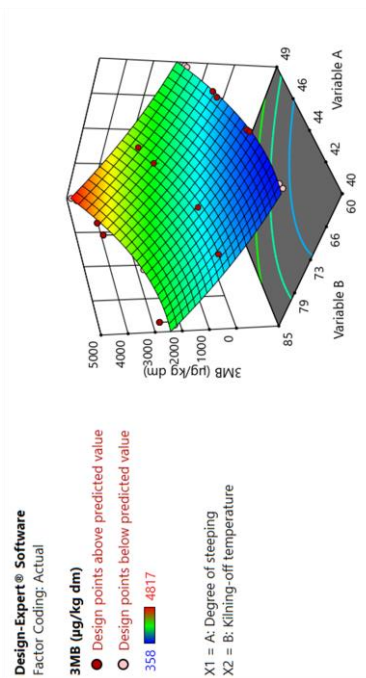 Design-Expert® Software
Factor Coding: Actual
3MB (µg/kg dm)
Design points above predicted value
Design points below predicted value
358 4817
X1 = A: Degree of steeping
X2 = B: Kilning-off temperature
3MB (µg/kg dm)
5000
4000
3000
2000
1000
0
85
79
73
66
60
Variable B
40
42
44
46
49
Variable A